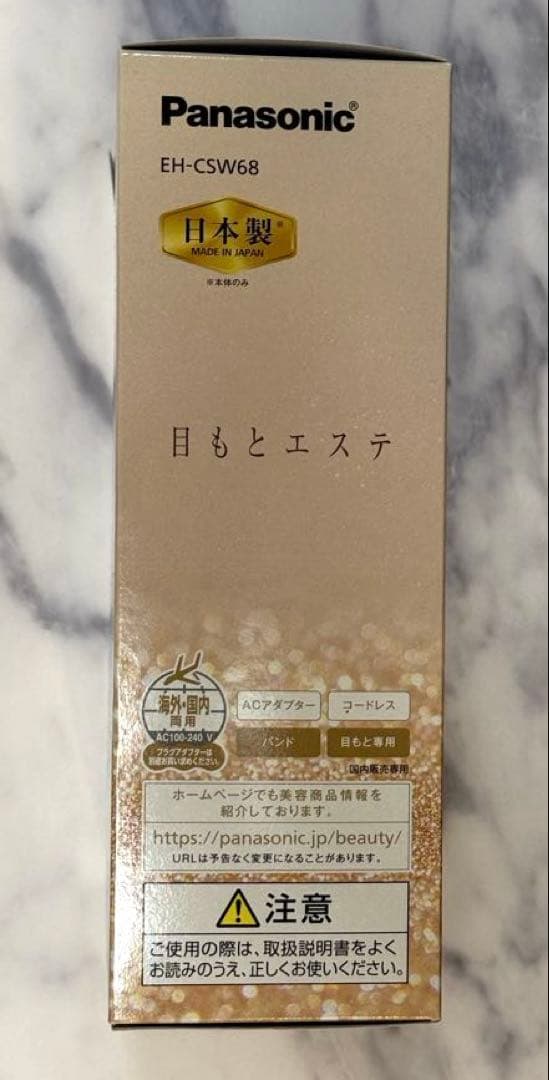 Panasonic®
EH-CSW68
日本製※
MADE IN JAPAN
※本体のみ
目もとエステ
海外・国内
両用
AC100-240 V
プラグアダプターは
別途お買い求めください。
ACアダプター
コードレス
バンド
目もと専用
国内販売専用
ホームページでも美容商品情報を
紹介しております。
https://panasonic.jp/beauty/
URLは予告なく変更になることがあります。
注意
ご使用の際は、取扱説明書をよく
お読みのうえ、正しくお使いください。